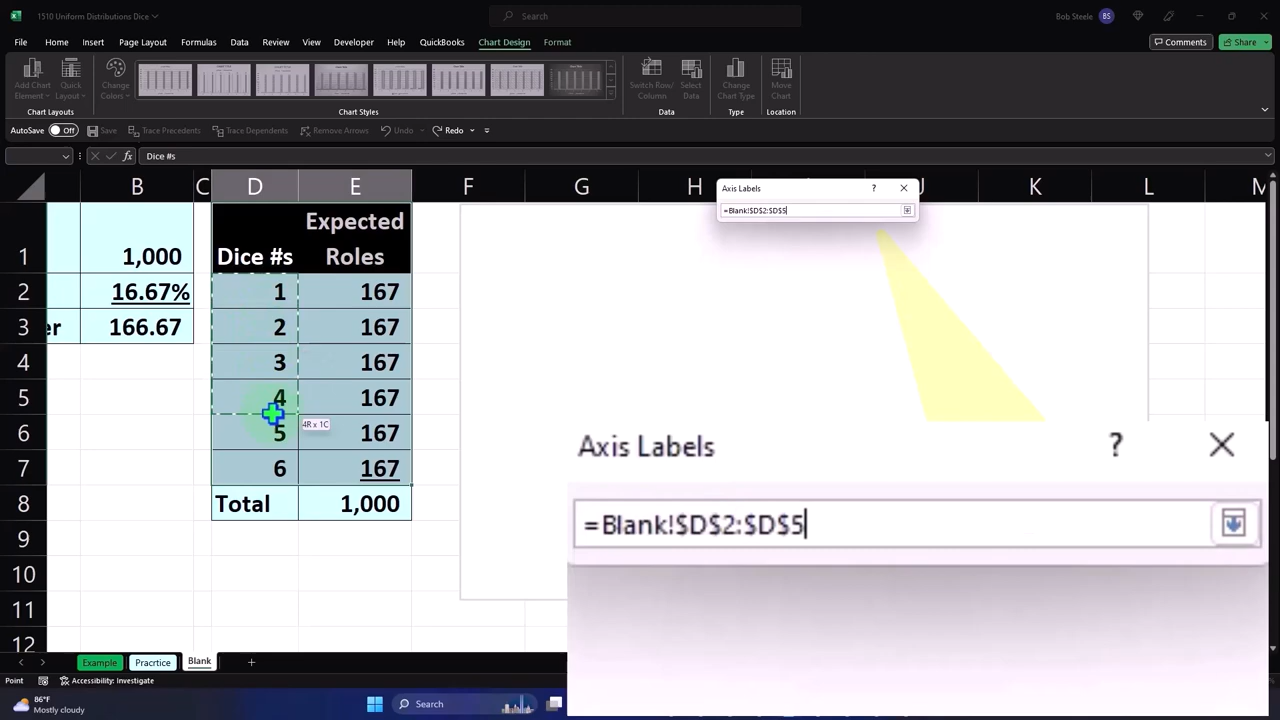 1510 Uniform Distributions Dice
Search
Bob Steele
BS
File
Home
Insert
Page Layout
Formulas
Data
Review
View
Developer
Help
QuickBooks
Chart Design
Format
Comments
Share
Add Chart
Element
Quick
Layout
Change
Colors
Switch Row/
Column
Select
Data
Change
Chart Type
Move
Chart
Chart Layouts
Chart Styles
Data
Type
Location
AutoSave
Off
Save
Trace Precedents
Trace Dependents
Remove Arrows
Undo
Redo
fx
Dice #s
B
C
D
E
F
G
H
J
K
L
M
Axis Labels
?
=Blank!$D$2:$D$5
1
1,000
Dice #s
Expected
Roles
2
16.67%
1
167
3
er
166.67
2
167
4
3
167
5
4
167
4R x 1C
6
5
167
7
6
167
8
Total
1,000
9
10
11
12
Axis Labels
?
=Blank!$D$2:$D$5
Example
Pracrtice
Blank
Point
Accessibility: Investigate
86°F
Mostly cloudy
Search